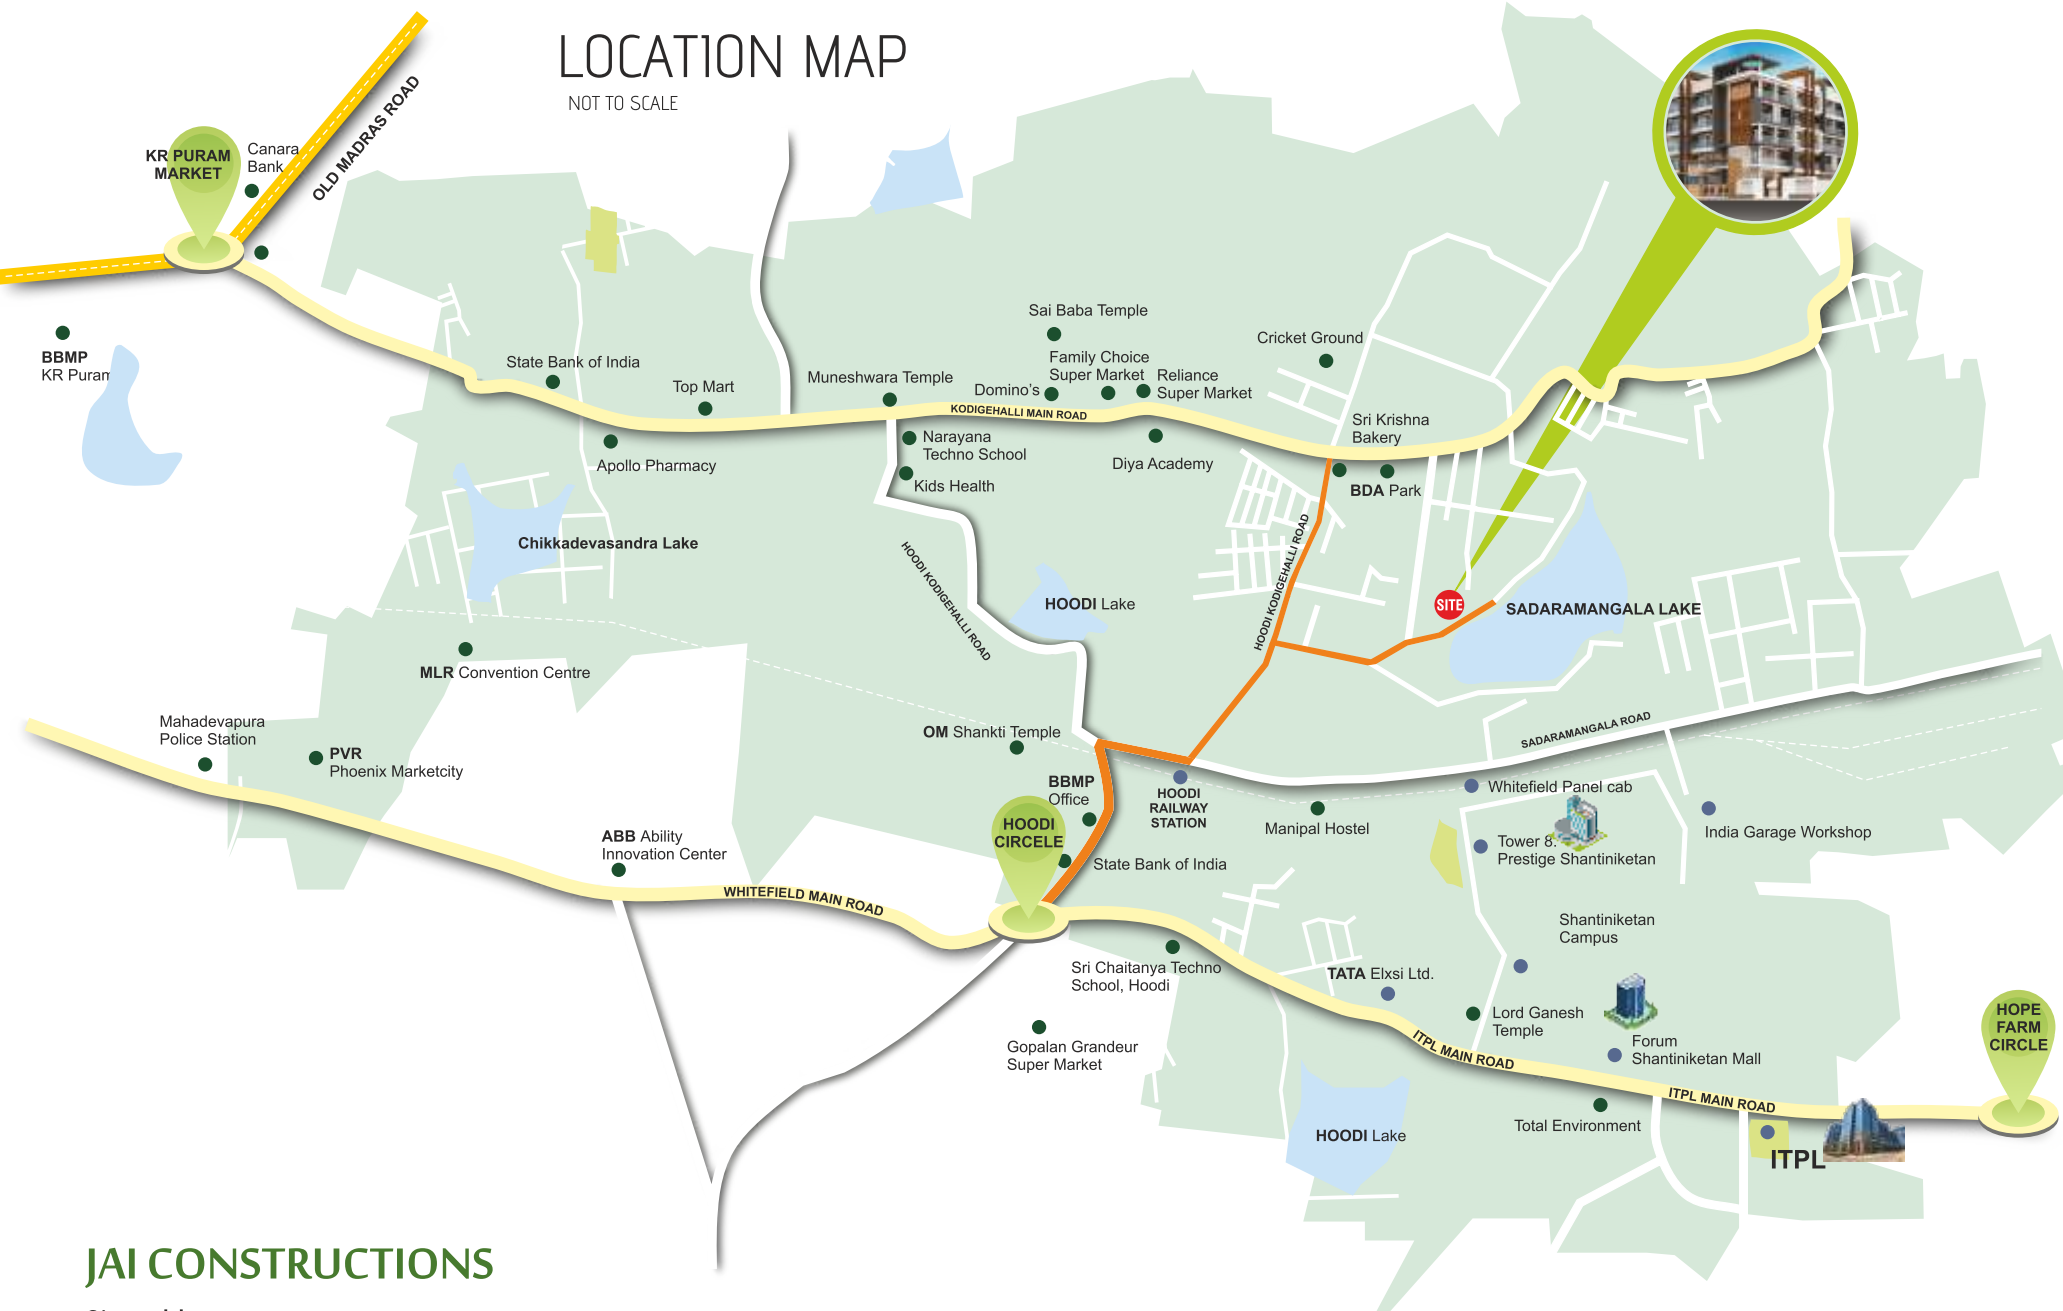 LOCATION MAP
NOT TO SCALE
OLD MADRAS ROAD
KR PURAM
MARKET
Canara
Bank
BBMP
KR Puram
State Bank of India
Top Mart
Muneshwara Temple
Sai Baba Temple
Family Choice
Super Market
Domino's
Reliance
Super Market
Cricket Ground
KODIGEHALLI MAIN ROAD
Sri Krishna
Bakery
Apollo Pharmacy
Narayana
Techno School
Kids Health
Diya Academy
BDA Park
Chikkadevasandra Lake
HOODI KODIGEHALLI ROAD
HOODI KODIGEHALLI ROAD
HOODI Lake
SITE
SADARAMANGALA LAKE
MLR Convention Centre
Mahadevapura
Police Station
PVR
Phoenix Marketcity
OM Shankti Temple
SADARAMANGALA ROAD
BBMP
Office
HOODI
RAILWAY
STATION
Whitefield Panel cab
Manipal Hostel
India Garage Workshop
HOODI
CIRCELE
Tower 8.
Prestige Shantiniketan
ABB Ability
Innovation Center
State Bank of India
WHITEFIELD MAIN ROAD
Shantiniketan
Campus
Sri Chaitanya Techno
School, Hoodi
TATA Elxsi Ltd.
Lord Ganesh
Temple
HOPE
FARM
CIRCLE
Gopalan Grandeur
Super Market
ITPL MAIN ROAD
Forum
Shantiniketan Mall
ITPL MAIN ROAD
Total Environment
HOODI Lake
ITPL
JAI CONSTRUCTIONS